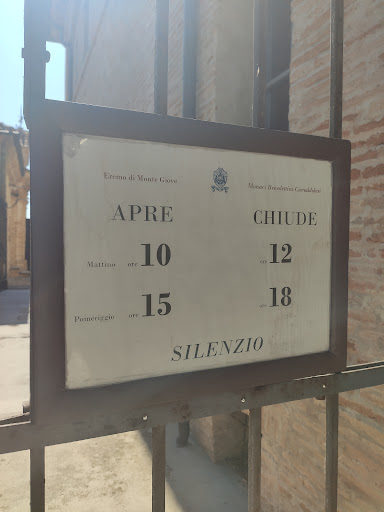 Eremo di Monte Giove Monaci Benedettini Camaldolesi
APRE CHIUDE
Mattino ore 10 ore 12
Pomeriggio ore 15 ore 18
SILENZIO